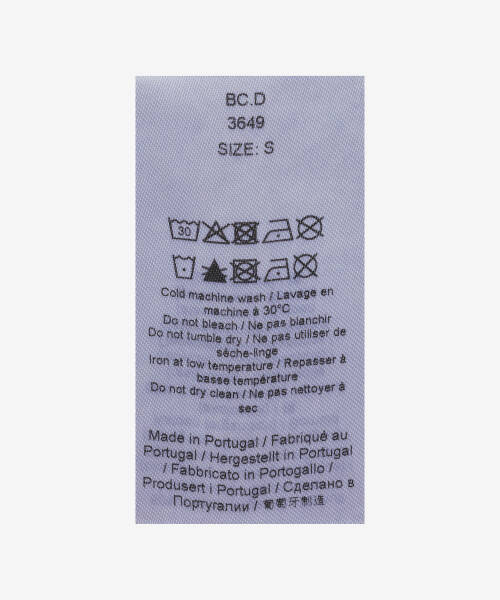 BC.D
3649
SIZE: S
30
Cold machine wash / Lavage en
machine à 30°C
Do not bleach / Ne pas blanchir
Do not tumble dry / Ne pas utiliser de
sèche-linge
Iron at low temperature / Repasser à
basse température
Do not dry clean / Ne pas nettoyer à
sec
Made in Portugal / Fabriqué au
Portugal / Hergestellt in Portugal
/ Fabbricato in Portogallo /
Produsert i Portugal / Сделано в
Португалии / 葡萄牙制造